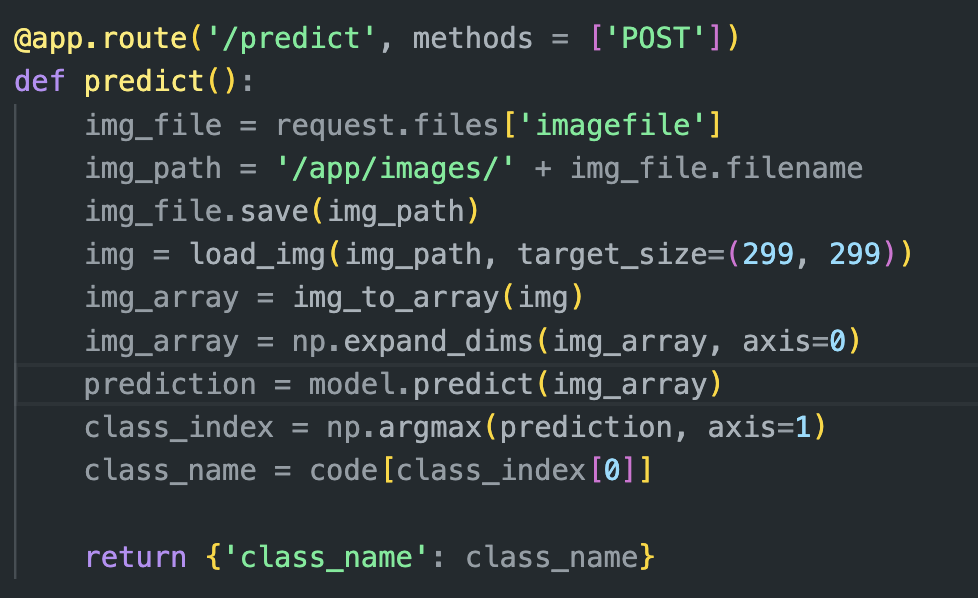 @app.route('/predict', methods = ['POST'])
def predict():
    img_file = request.files['imagefile']
    img_path = '/app/images/' + img_file.filename
    img_file.save(img_path)
    img = load_img(img_path, target_size=(299, 299))
    img_array = img_to_array(img)
    img_array = np.expand_dims(img_array, axis=0)
    prediction = model.predict(img_array)
    class_index = np.argmax(prediction, axis=1)
    class_name = code[class_index[0]]

    return {'class_name': class_name}